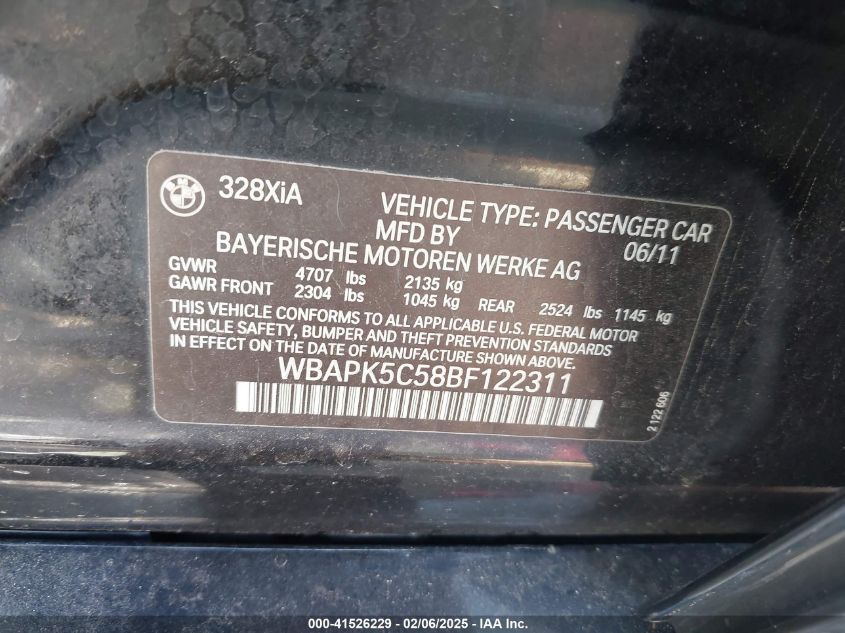 328XiA
VEHICLE TYPE: PASSENGER CAR
MFD BY 06/11
BAYERISCHE MOTOREN WERKE AG
GVWR 4707 lbs 2135 kg
GAWR FRONT 2304 lbs 1045 kg REAR 2524 lbs 1145 kg
THIS VEHICLE CONFORMS TO ALL APPLICABLE U.S. FEDERAL MOTOR
VEHICLE SAFETY, BUMPER AND THEFT PREVENTION STANDARDS
IN EFFECT ON THE DATE OF MANUFACTURE SHOWN ABOVE.
WBAPK5C58BF122311
2 122 606
000-41526229 - 02/06/2025 - IAA Inc.